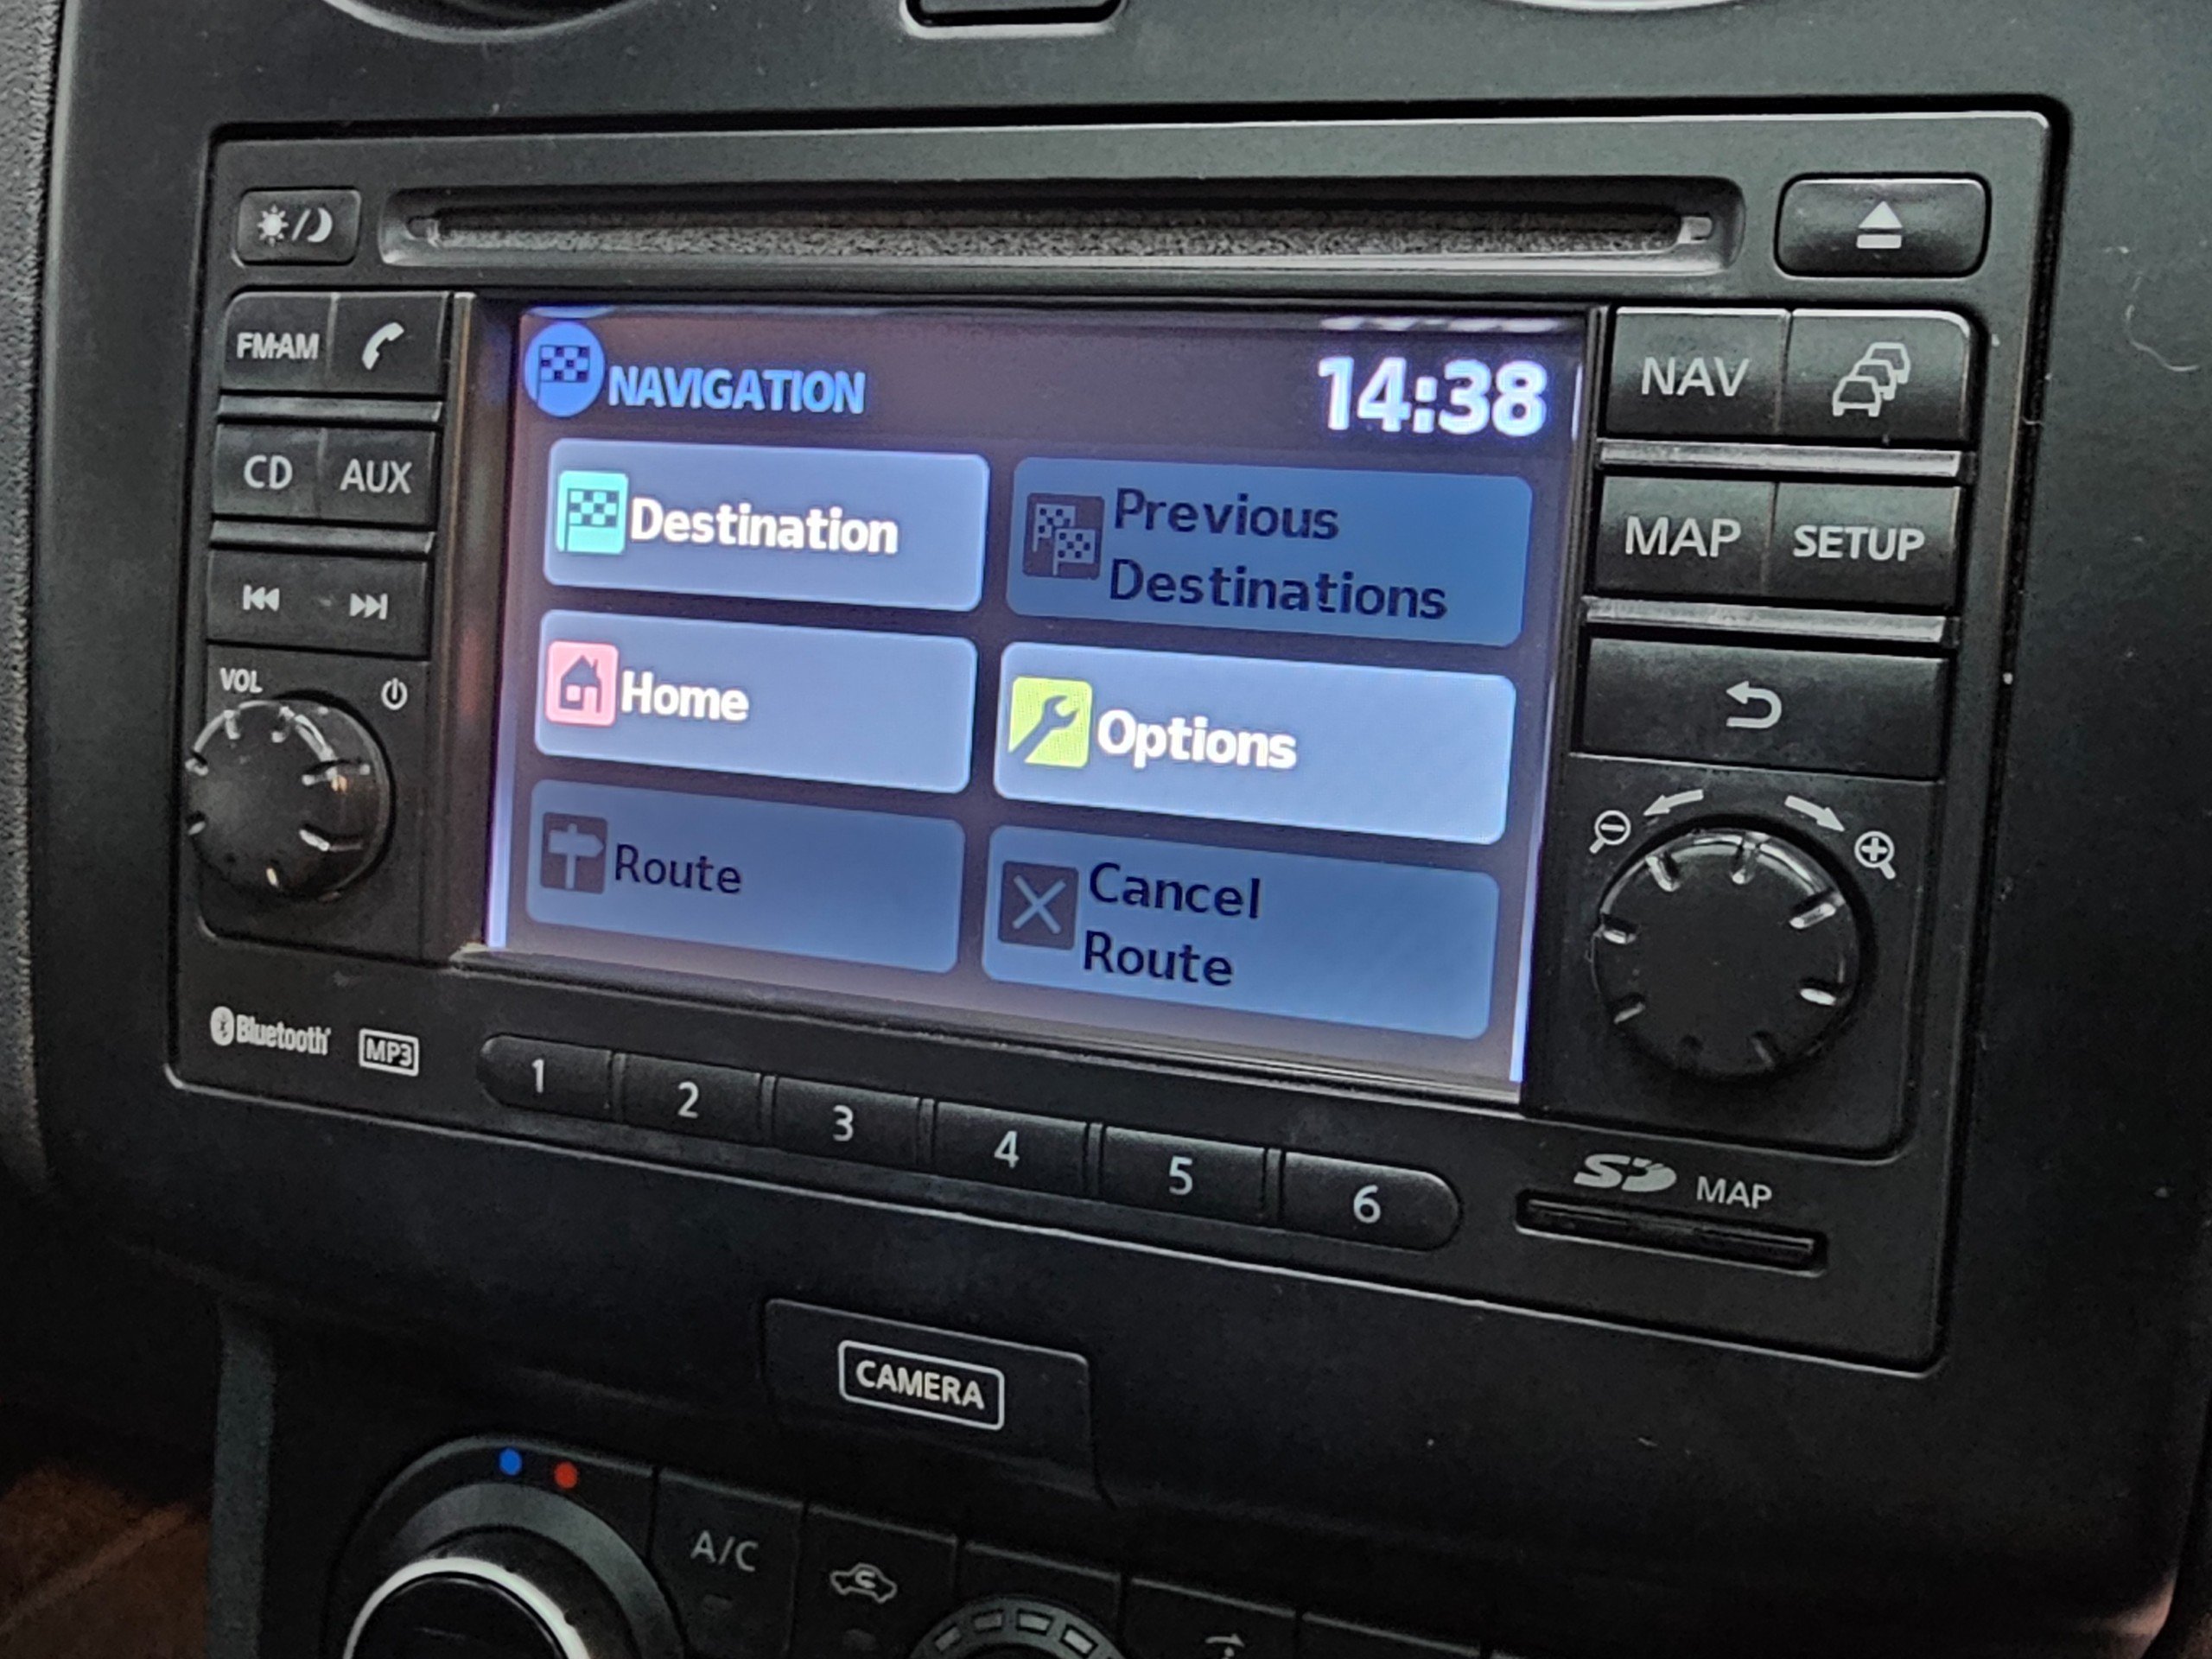 FM·AM
CD
AUX
VOL
NAVIGATION
14:38
Destination
Previous
Destinations
Home
Options
Route
Cancel
Route
NAV
MAP
SETUP
Bluetooth
MP3
1
2
3
4
5
6
SD
MAP
CAMERA
A/C